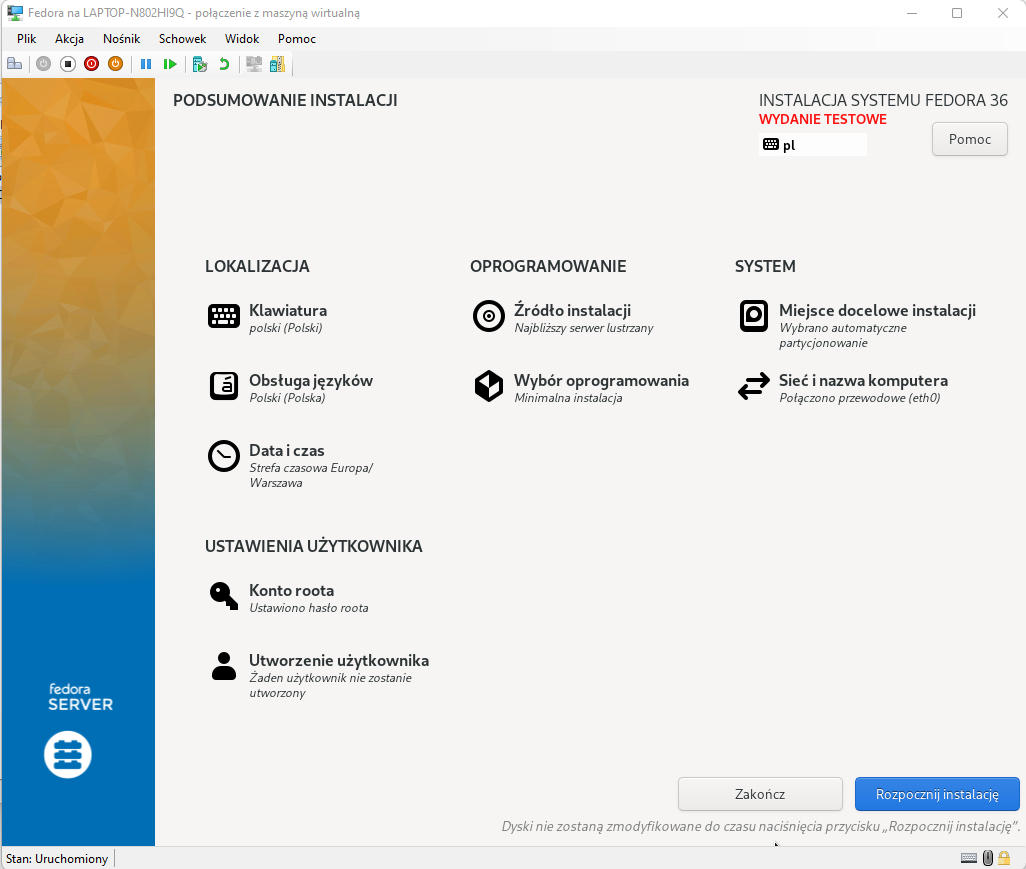 Fedora na LAPTOP-N802HI9Q - połączenie z maszyną wirtualną
Plik Akcja Nośnik Schowek Widok Pomoc
PODSUMOWANIE INSTALACJI
INSTALACJA SYSTEMU FEDORA 36
WYDANIE TESTOWE
pl
Pomoc
LOKALIZACJA
Klawiatura
polski (Polski)
Obsługa języków
Polski (Polska)
Data i czas
Strefa czasowa Europa/
Warszawa
OPROGRAMOWANIE
Źródło instalacji
Najbliższy serwer lustrzany
Wybór oprogramowania
Minimalna instalacja
SYSTEM
Miejsce docelowe instalacji
Wybrano automatyczne
partycjonowanie
Sieć i nazwa komputera
Połączono przewodowe (eth0)
USTAWIENIA UŻYTKOWNIKA
Konto roota
Ustawiono hasło roota
Utworzenie użytkownika
Żaden użytkownik nie zostanie
utworzony
fedora
SERVER
Zakończ
Rozpocznij instalację
Dyski nie zostaną zmodyfikowane do czasu naciśnięcia przycisku „Rozpocznij instalację”.
Stan: Uruchomiony